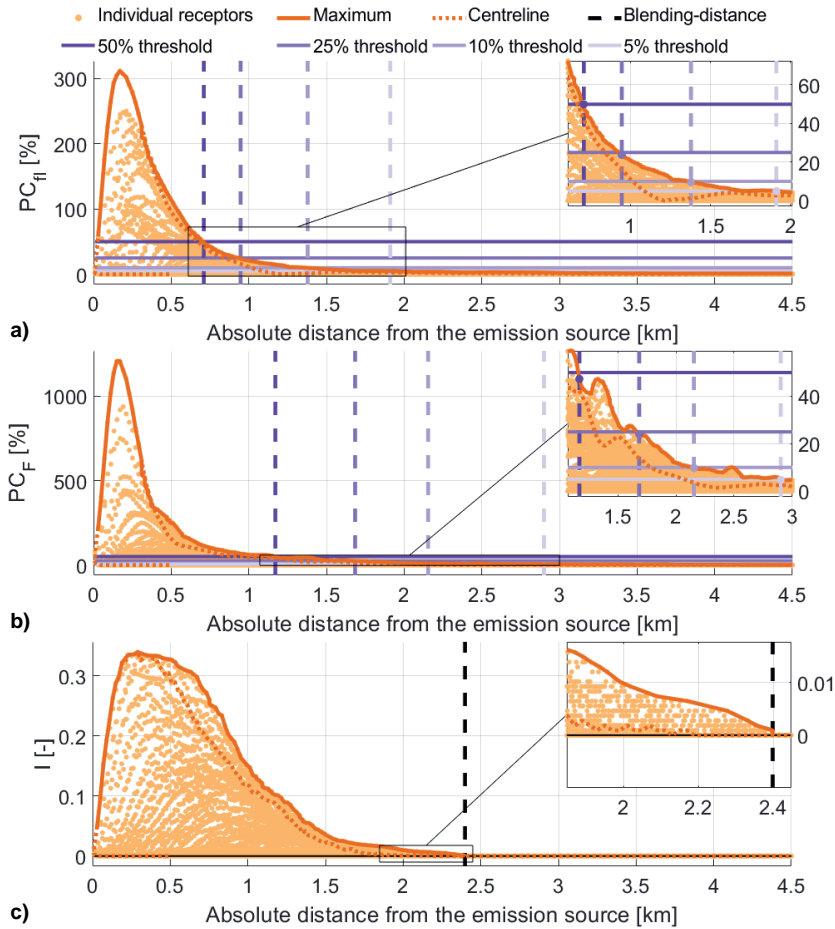 Individual receptors Maximum Centreline Blending-distance
50% threshold 25% threshold 10% threshold 5% threshold
PC_fl [%]
300
200
100
0
60
40
20
0
1
1.5
2
0 0.5 1 1.5 2 2.5 3 3.5 4 4.5
a) Absolute distance from the emission source [km]
PC_F [%]
1000
500
0
40
20
0
1.5 2 2.5 3
0 0.5 1 1.5 2 2.5 3 3.5 4 4.5
b) Absolute distance from the emission source [km]
I [-]
0.3
0.2
0.1
0
0.01
0
2 2.2 2.4
0 0.5 1 1.5 2 2.5 3 3.5 4 4.5
c) Absolute distance from the emission source [km]